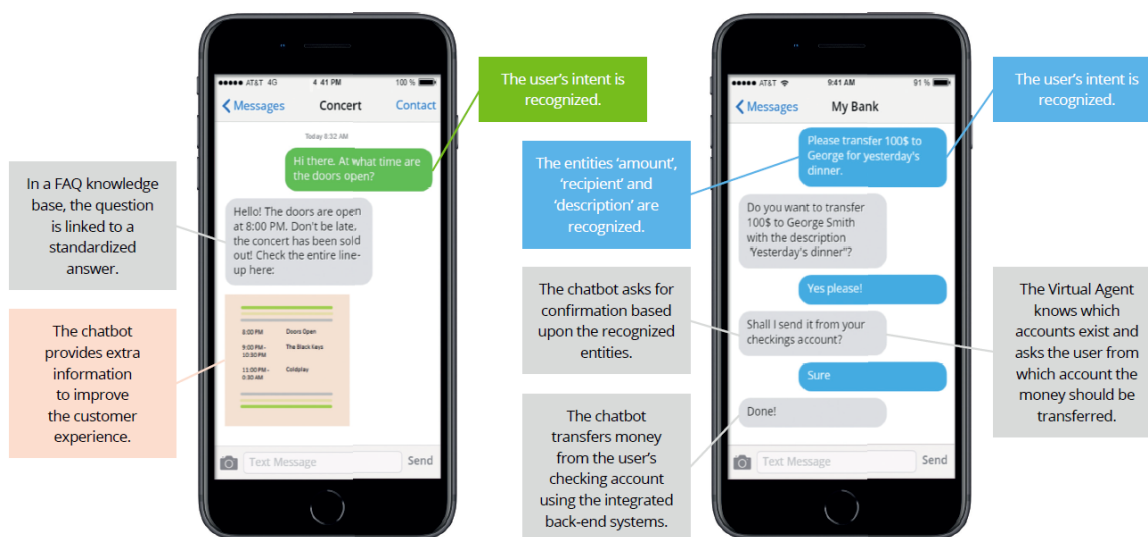 In a FAQ knowledge
base, the question
is linked to a
standardized
answer.
The chatbot
provides extra
information
to improve
the customer
experience.
AT&T 4G 4 41 PM 100 %
Messages Concert Contact
Today 8:32 AM
Hi there. At what time are
the doors open?
Hello! The doors are open
at 8:00 PM. Don't be late,
the concert has been sold
out! Check the entire line-
up here:
8:00 PM Doors Open
9:00 PM - The Black Keys
10:30 PM
11:00 PM - Coldplay
0:30 AM
Text Message Send
The user's intent is
recognized.
The entities 'amount',
'recipient' and
'description' are
recognized.
The chatbot asks for
confirmation based
upon the recognized
entities.
The chatbot
transfers money
from the user's
checking account
using the integrated
back-end systems.
AT&T 9:41 AM 91 %
Messages My Bank
Please transfer 100$ to
George for yesterday's
dinner.
Do you want to transfer
100$ to George Smith
with the description
"Yesterday's dinner"?
Yes please!
Shall I send it from your
checkings account?
Sure
Done!
Text Message Send
The user's intent is
recognized.
The Virtual Agent
knows which
accounts exist and
asks the user from
which account the
money should be
transferred.